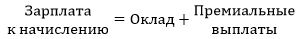 Зарплата к начислению = Оклад + Премиальные выплаты